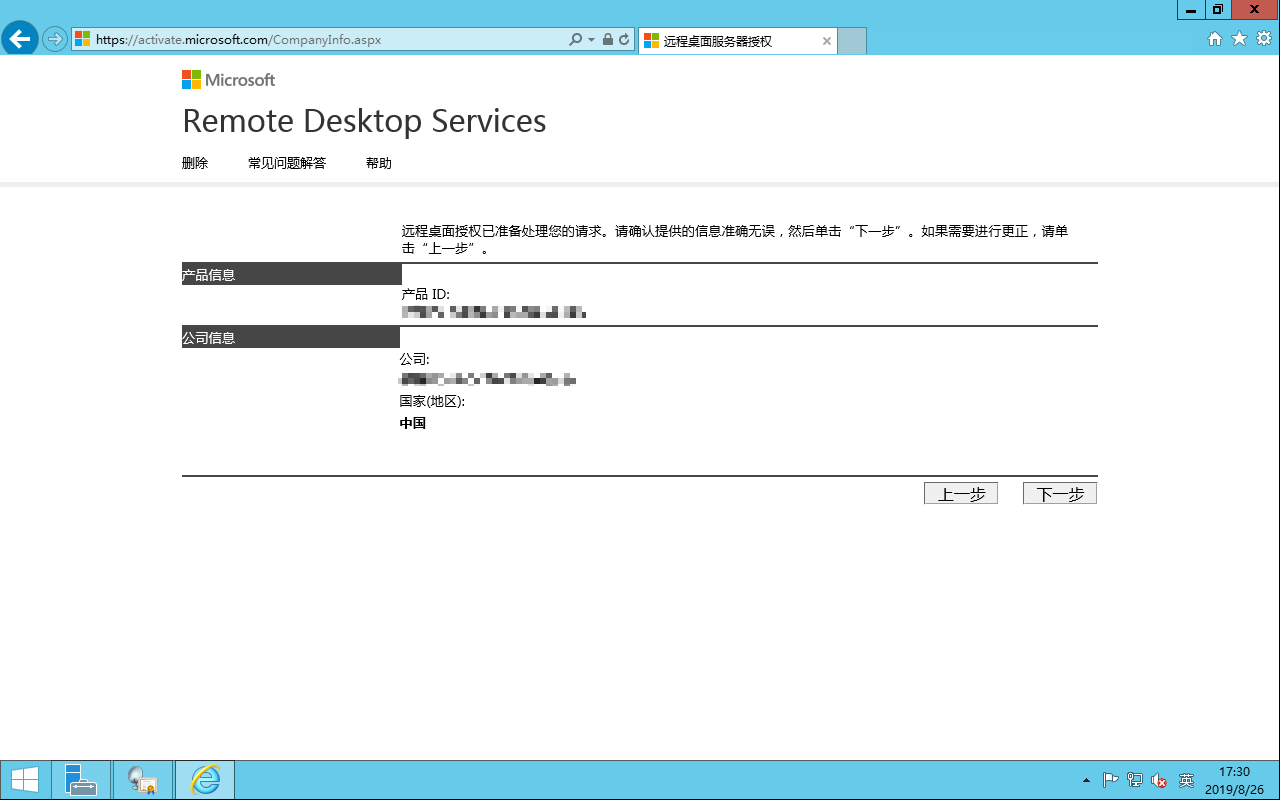 https://activate.microsoft.com/CompanyInfo.aspx
远程桌面服务器授权
Microsoft
Remote Desktop Services
删除 常见问题解答 帮助
远程桌面授权已准备处理您的请求。请确认提供的信息准确无误，然后单击“下一步”。如果需要进行更正，请单
击“上一步”。
产品信息
产品 ID:
公司信息
公司:
国家(地区):
中国
上一步 下一步
英
17:30
2019/8/26